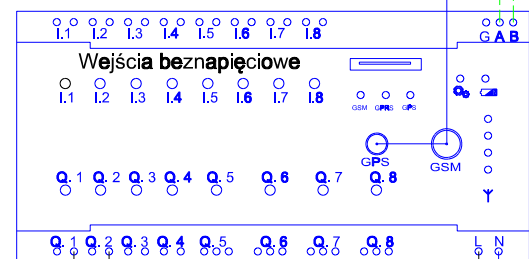 I.1 I.2 I.3 I.4 I.5 I.6 I.7 I.8 G A B
Wejścia beznapięciowe
I.1 I.2 I.3 I.4 I.5 I.6 I.7 I.8
GSM GPRS GPS
GPS GSM
Q. 1 Q. 2 Q. 3 Q. 4 Q. 5 Q. 6 Q. 7 Q. 8
Q. 1 Q. 2 Q. 3 Q. 4 Q. 5 Q. 6 Q. 7 Q. 8 L N